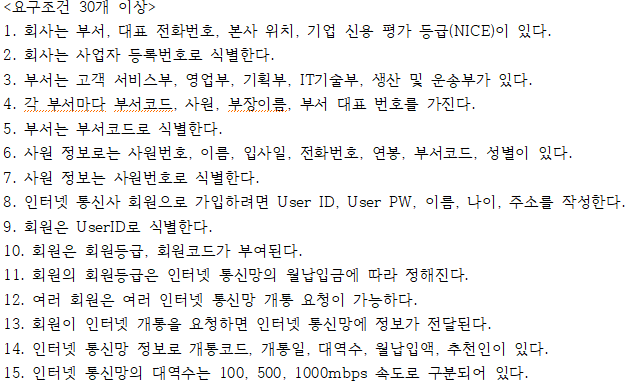 <요구조건 30개 이상>
1. 회사는 부서, 대표 전화번호, 본사 위치, 기업 신용 평가 등급(NICE)이 있다.
2. 회사는 사업자 등록번호로 식별한다.
3. 부서는 고객 서비스부, 영업부, 기획부, IT기술부, 생산 및 운송부가 있다.
4. 각 부서마다 부서코드, 사원, 부장이름, 부서 대표 번호를 가진다.
5. 부서는 부서코드로 식별한다.
6. 사원 정보로는 사원번호, 이름, 입사일, 전화번호, 연봉, 부서코드, 성별이 있다.
7. 사원 정보는 사원번호로 식별한다.
8. 인터넷 통신사 회원으로 가입하려면 User ID, User PW, 이름, 나이, 주소를 작성한다.
9. 회원은 UserID로 식별한다.
10. 회원은 회원등급, 회원코드가 부여된다.
11. 회원의 회원등급은 인터넷 통신망의 월납입금에 따라 정해진다.
12. 여러 회원은 여러 인터넷 통신망 개통 요청이 가능하다.
13. 회원이 인터넷 개통을 요청하면 인터넷 통신망에 정보가 전달된다.
14. 인터넷 통신망 정보로 개통코드, 개통일, 대역수, 월납입액, 추천인이 있다.
15. 인터넷 통신망의 대역수는 100, 500, 1000mbps 속도로 구분되어 있다.